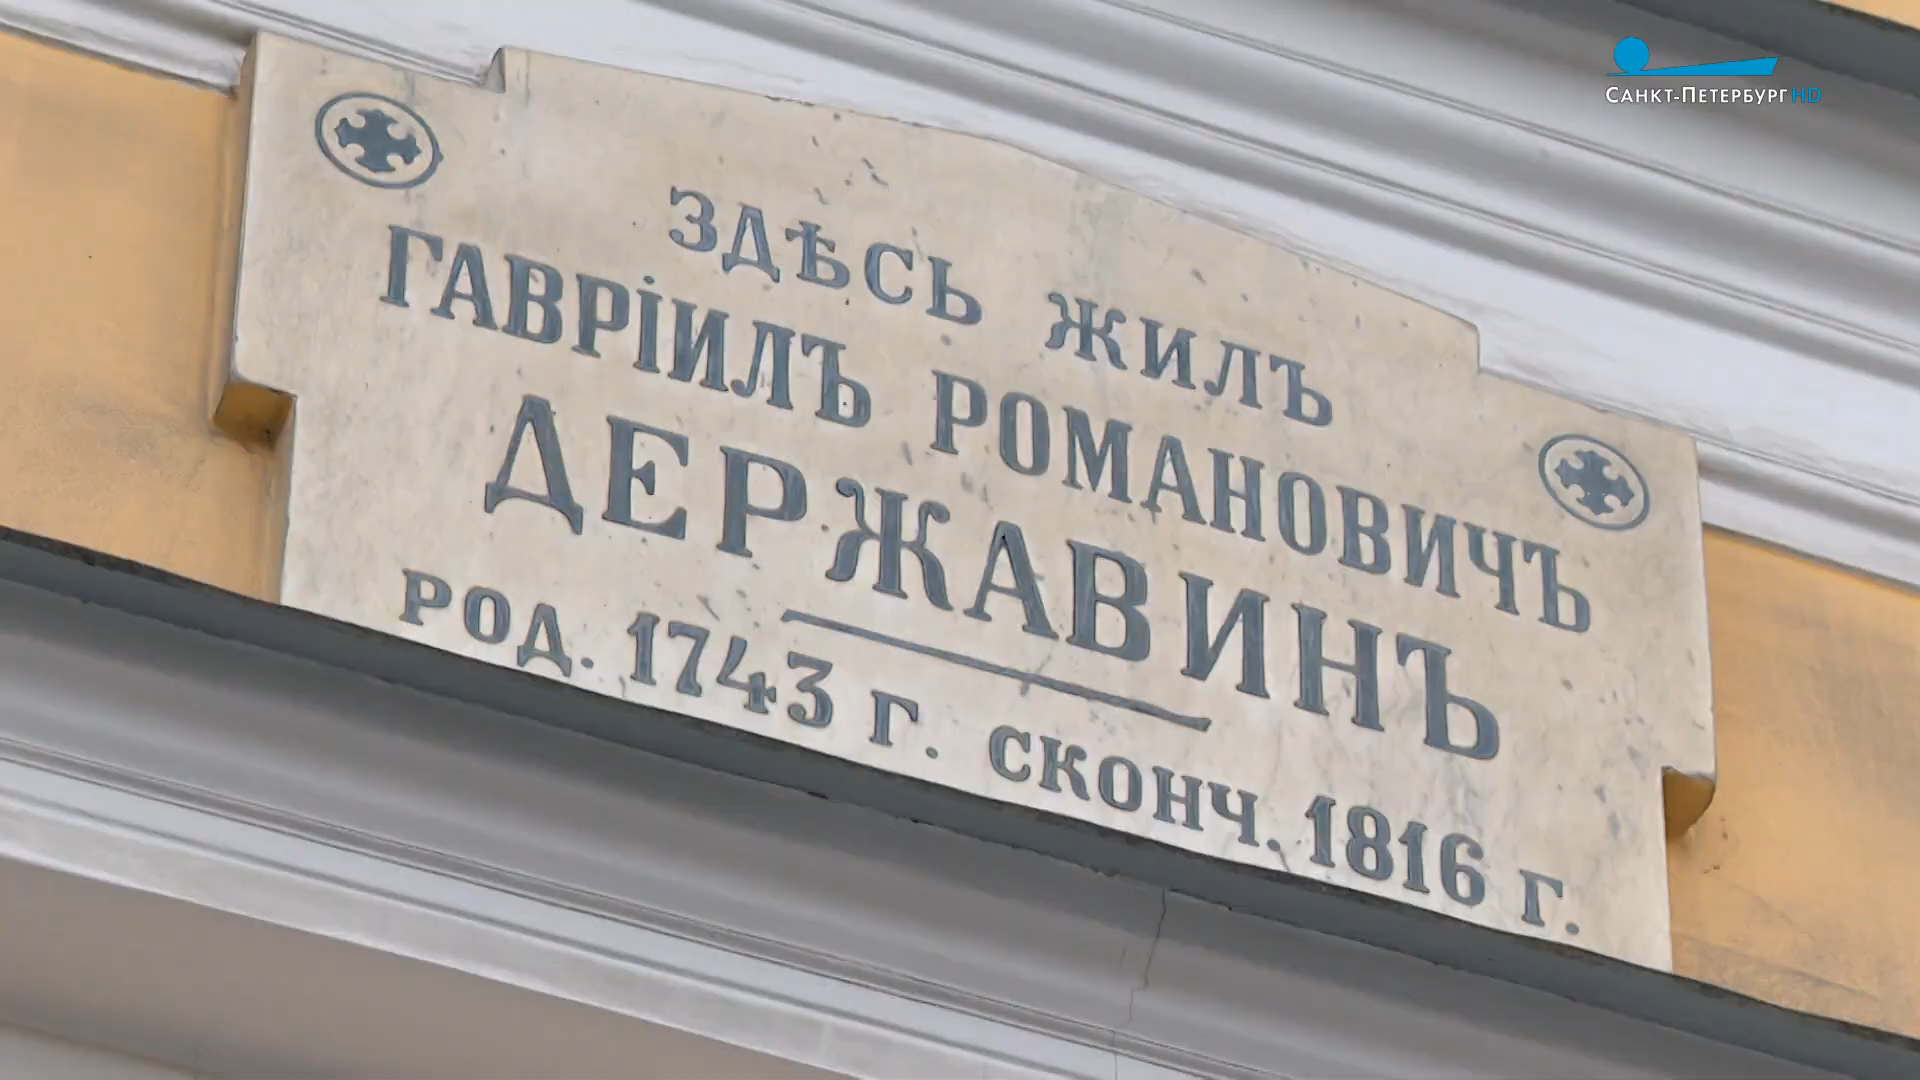 САНКТ-ПЕТЕРБУРГ HD
ЗДѢСЬ ЖИЛЪ
ГАВРІИЛЪ РОМАНОВИЧЪ
ДЕРЖАВИНЪ
РОД. 1743 Г. СКОНЧ. 1816 Г.